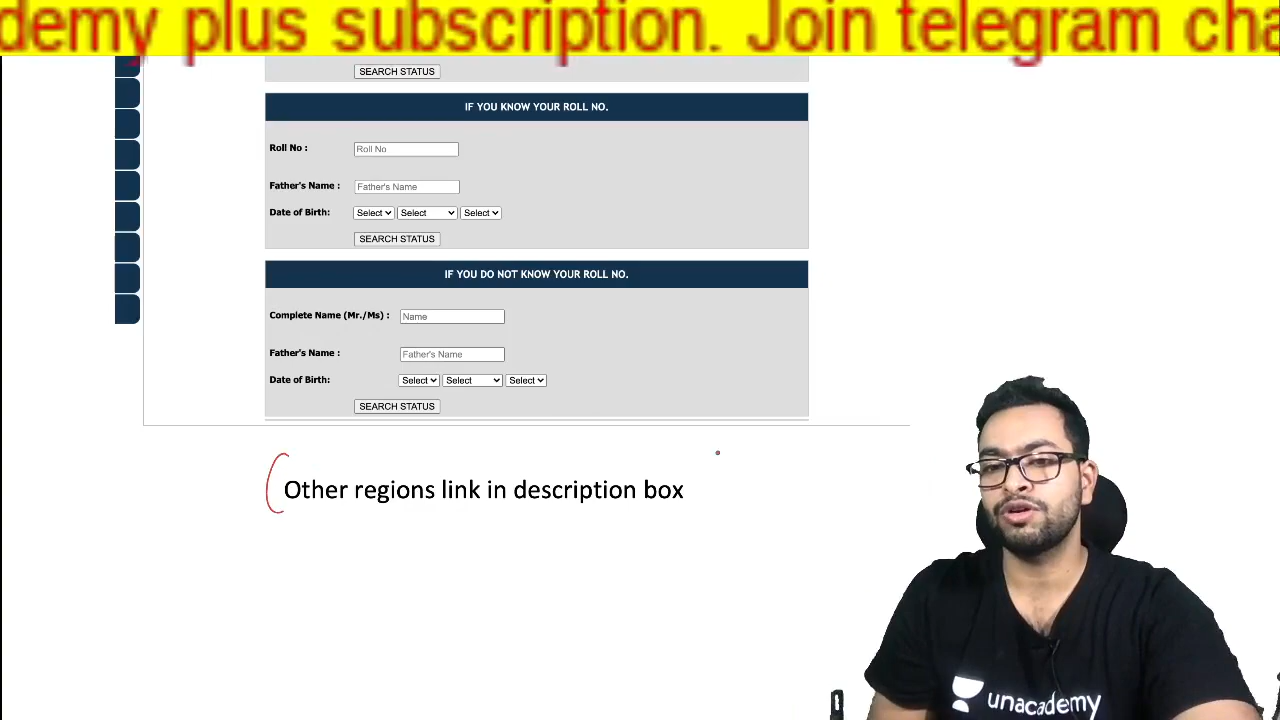 demy plus subscription. Join telegram cha
SEARCH STATUS
IF YOU KNOW YOUR ROLL NO.
Roll No : Roll No
Father's Name : Father's Name
Date of Birth: Select Select Select
SEARCH STATUS
IF YOU DO NOT KNOW YOUR ROLL NO.
Complete Name (Mr./Ms) : Name
Father's Name : Father's Name
Date of Birth: Select Select Select
SEARCH STATUS
Other regions link in description box
unacademy